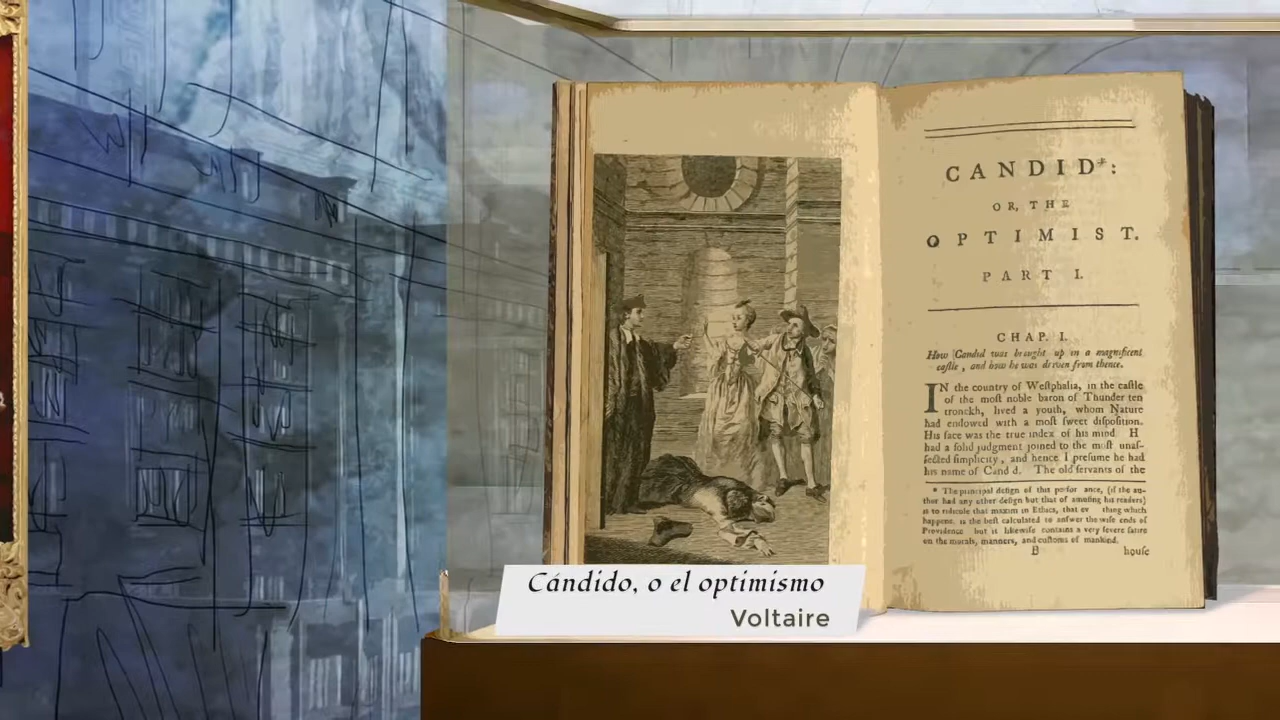 CANDID*:
OR, THE
OPTIMIST.
PART I.
CHAP. I.
How Candid was brought up in a magnificent
castle, and how he was driven from thence.
IN the country of Weſtphalia, in the caſtle
of the moſt noble baron of Thunder ten
tronckh, lived a youth, whom Nature
had endowed with a moſt ſweet diſpoſition.
His face was the true index of his mind H
had a ſolid judgment joined to the moſt unaf-
fected ſimplicity, and hence I preſume he had
his name of Cand d. The old ſervants of the
* The principal deſign of this perfor ance, (if the au-
thor had any other deſign but that of amuſing his readers)
is to ridicule that maxim in Ethics, that ev thing which
happens is the beſt calculated to anſwer the wiſe ends of
Providence but it likewiſe contains a very ſevere ſatire
on the morals, manners, and cuſtoms of mankind.
B houſe
Cándido, o el optimismo
Voltaire